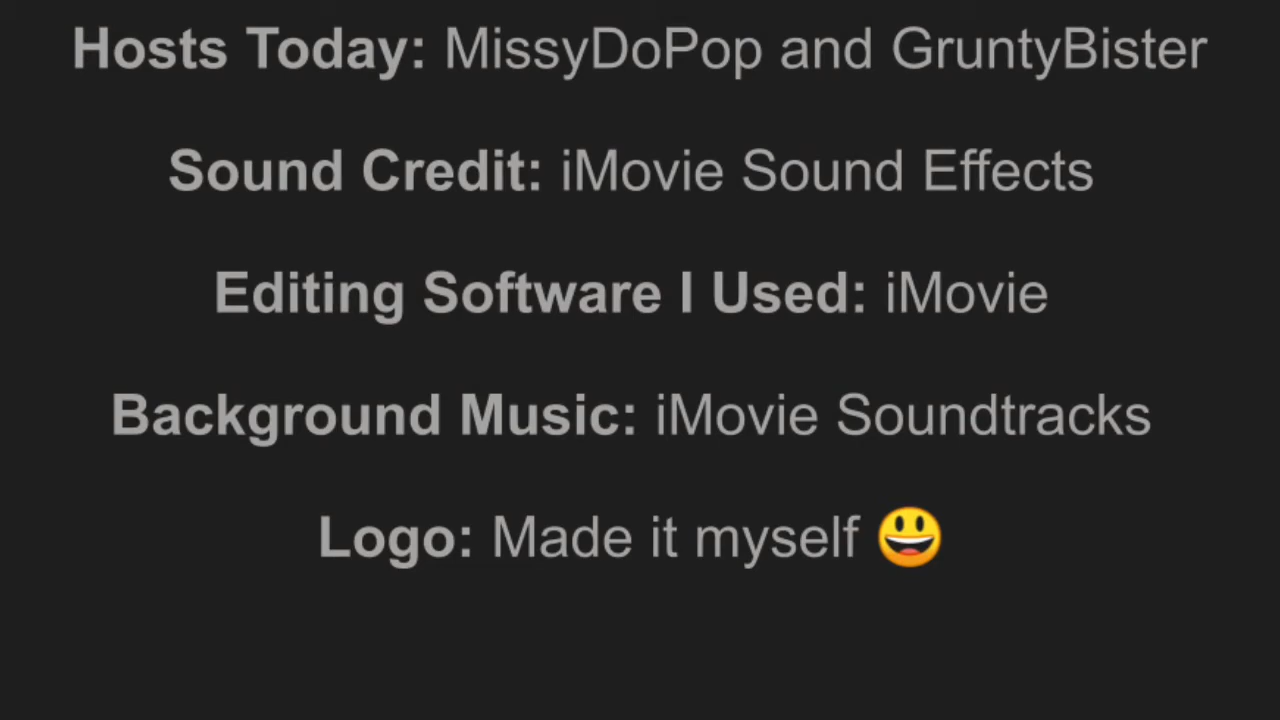 Hosts Today: MissyDoPop and GruntyBister
Sound Credit: iMovie Sound Effects
Editing Software I Used: iMovie
Background Music: iMovie Soundtracks
Logo: Made it myself 😃